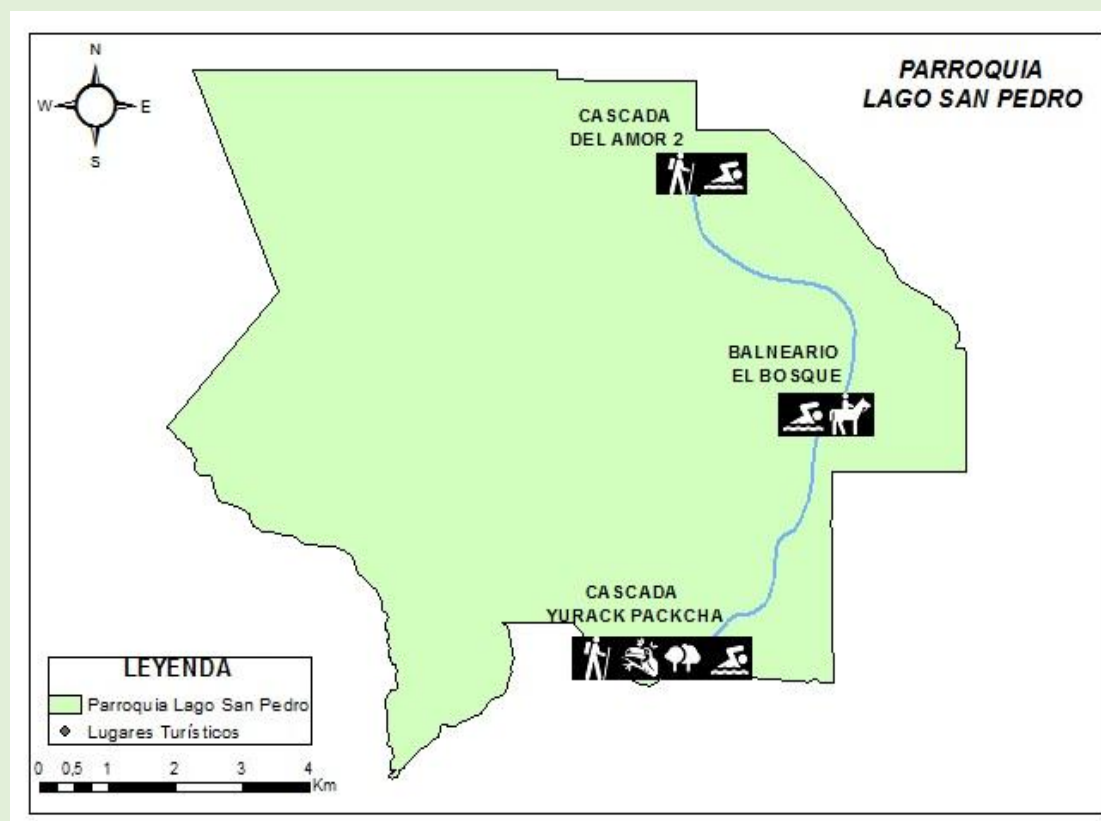 PARROQUIA
LAGO SAN PEDRO
N
W
E
S
CASCADA
DEL AMOR 2
BALNEARIO
EL BOSQUE
CASCADA
YURACK PACKCHA
LEYENDA
Parroquia Lago San Pedro
Lugares Turísticos
0 0,5 1 2 3 4
Km